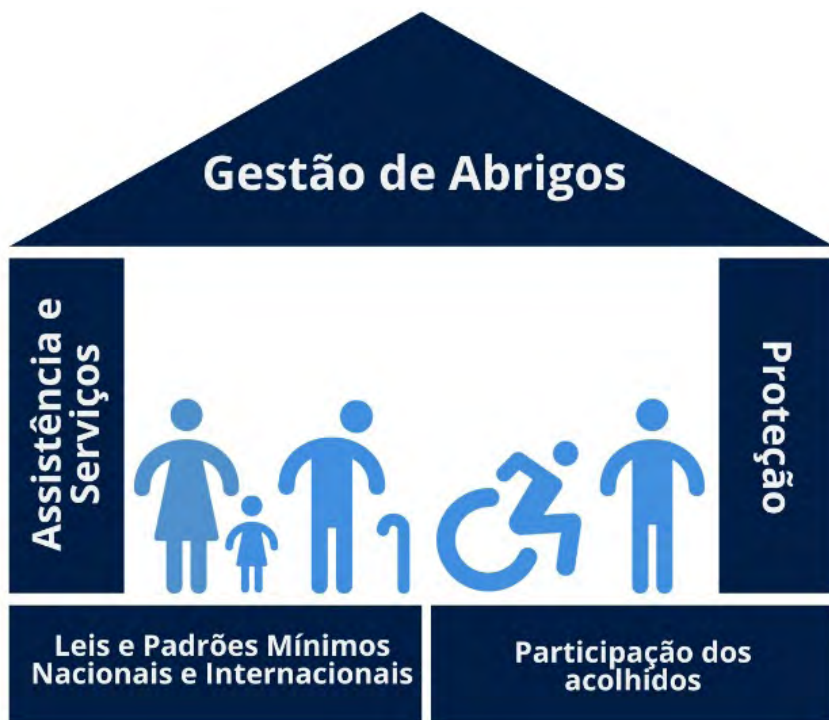 Gestão de Abrigos
Assistência e
Serviços
Proteção
Leis e Padrões Mínimos
Nacionais e Internacionais
Participação dos
acolhidos